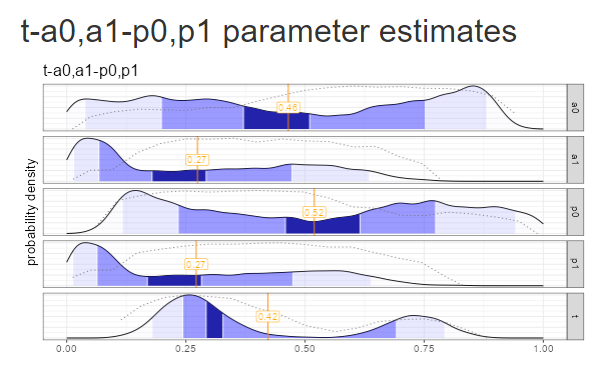 t-a0,a1-p0,p1 parameter estimates
t-a0,a1-p0,p1
probability density
0.46
a0
0.27
a1
0.52
p0
0.27
p1
0.42
t
0.00 0.25 0.50 0.75 1.00